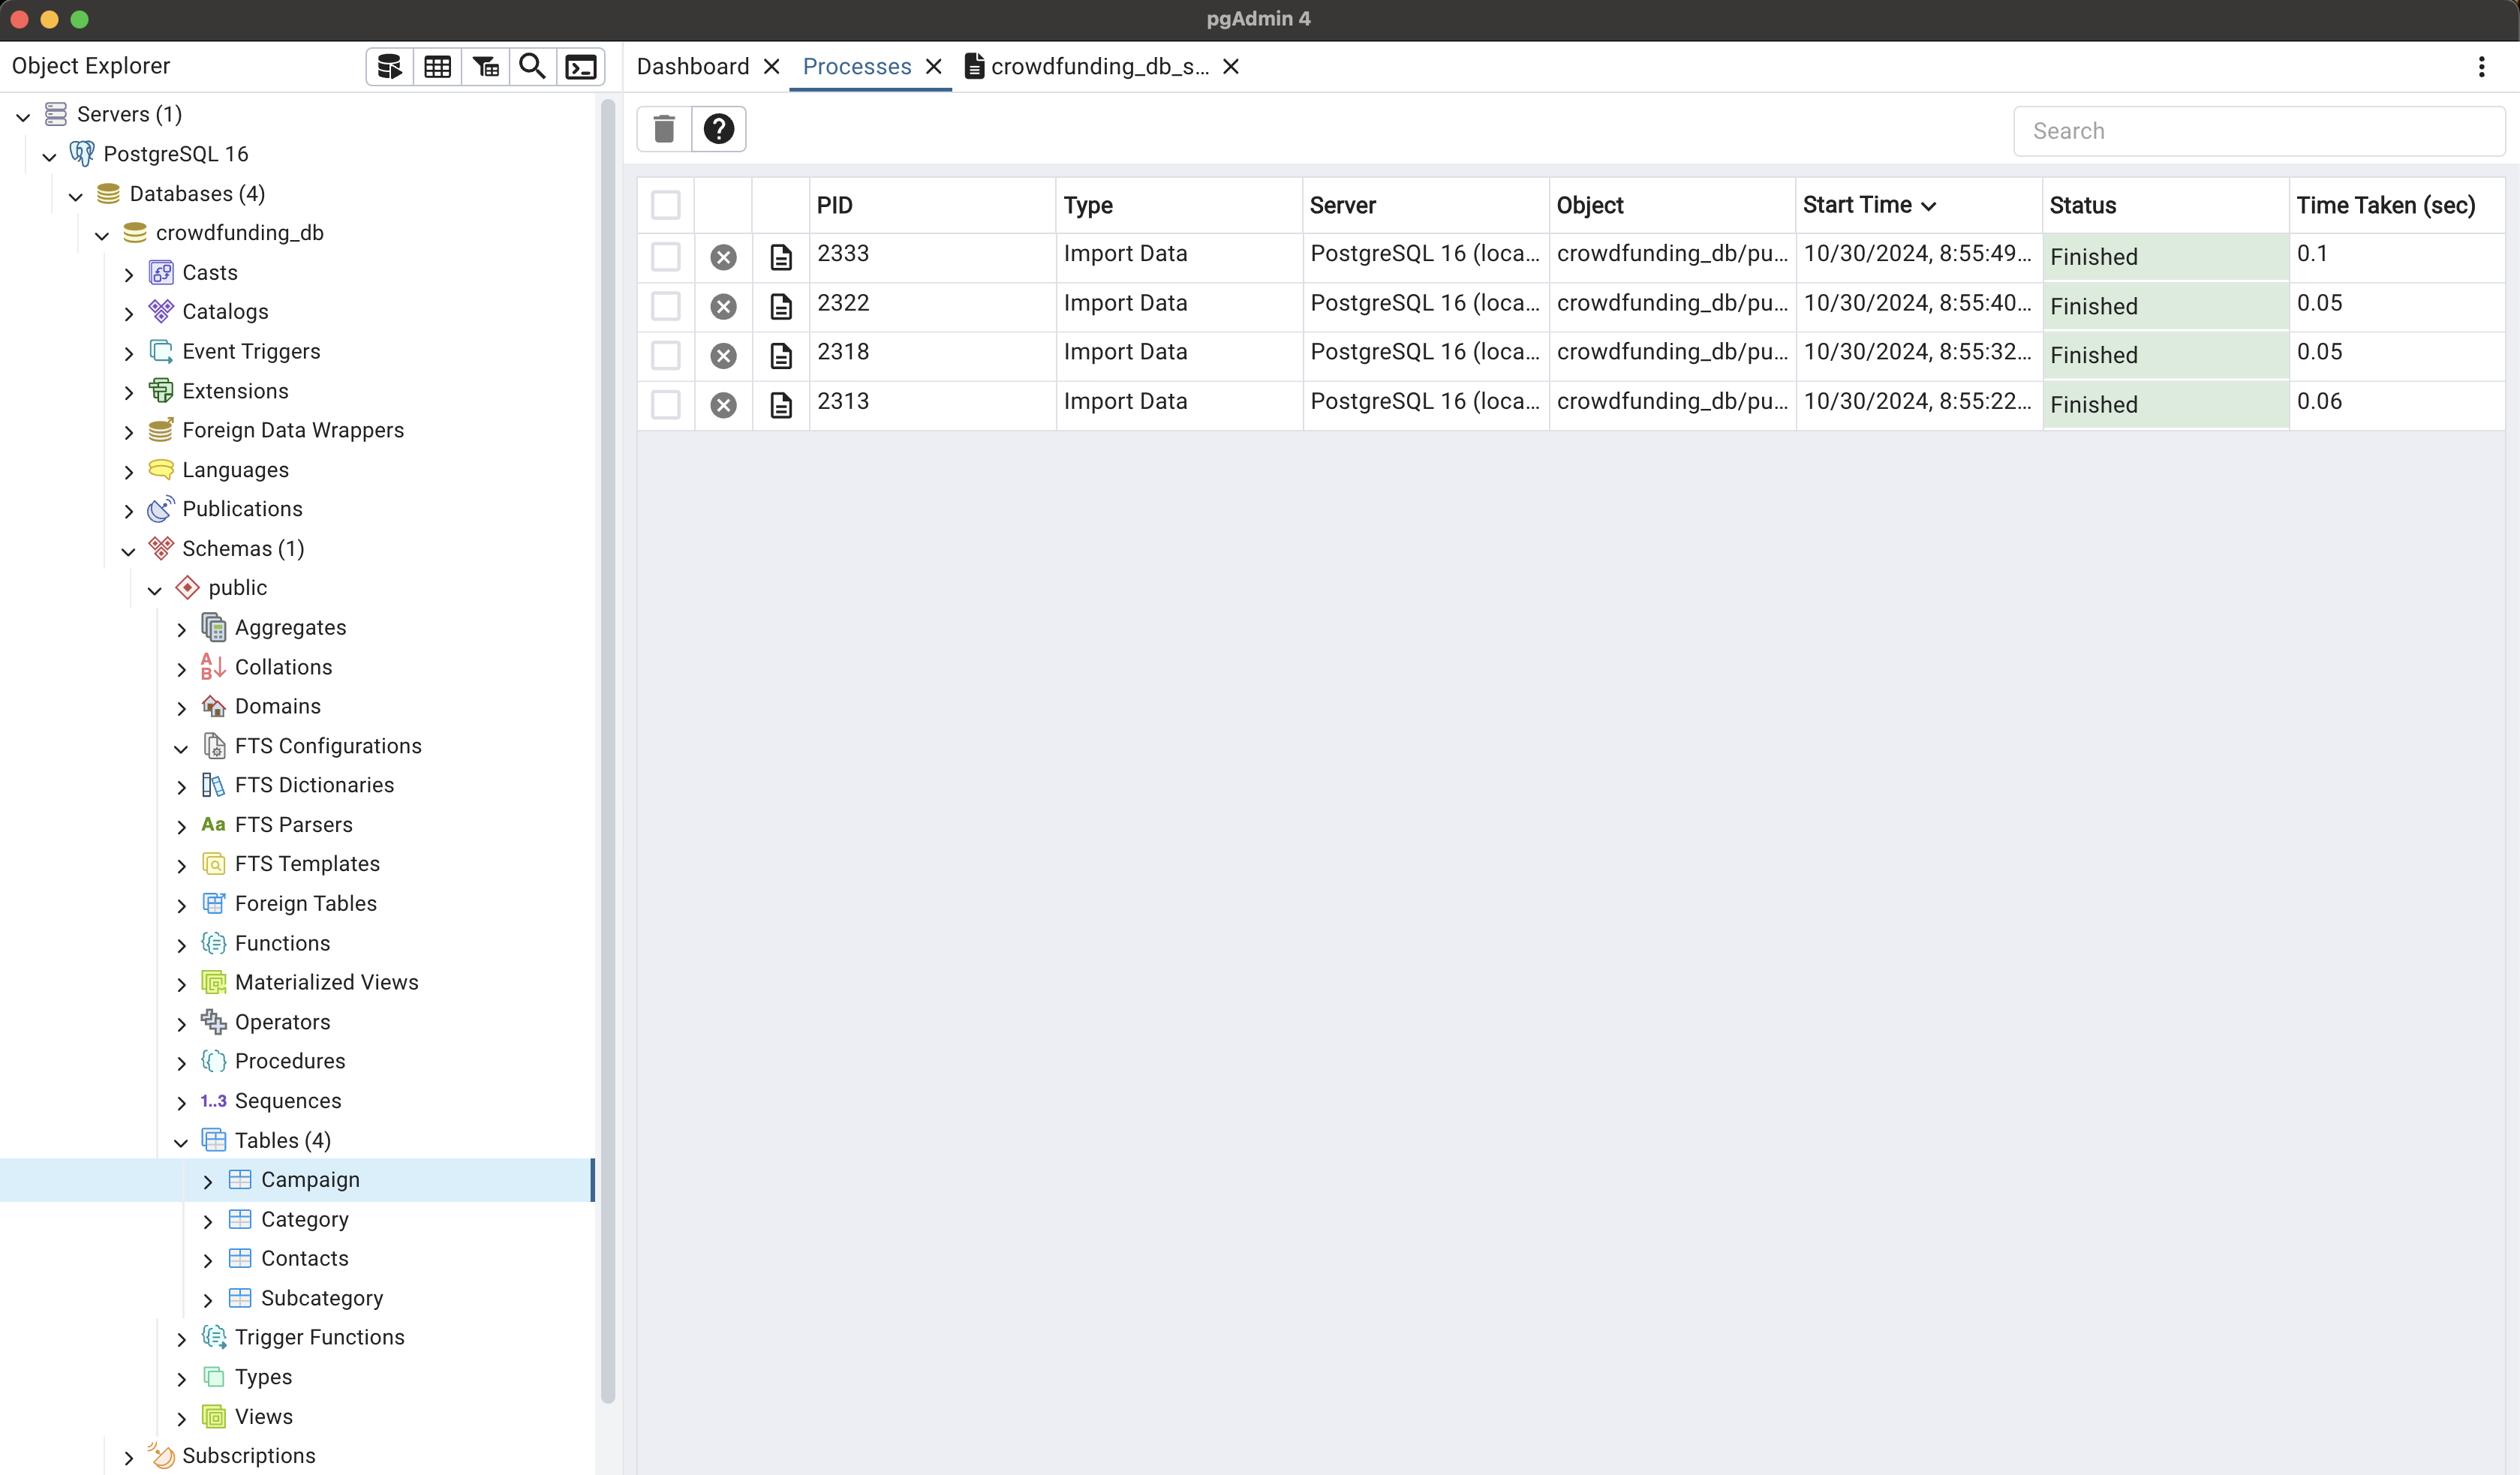 pgAdmin 4
Object Explorer
Dashboard Processes crowdfunding_db_s...
Search
Servers (1)
PostgreSQL 16
Databases (4)
crowdfunding_db
Casts
Catalogs
Event Triggers
Extensions
Foreign Data Wrappers
Languages
Publications
Schemas (1)
public
Aggregates
Collations
Domains
FTS Configurations
FTS Dictionaries
Aa FTS Parsers
FTS Templates
Foreign Tables
Functions
Materialized Views
Operators
Procedures
1..3 Sequences
Tables (4)
Campaign
Category
Contacts
Subcategory
Trigger Functions
Types
Views
Subscriptions
PID Type Server Object Start Time Status Time Taken (sec)
2333 Import Data PostgreSQL 16 (loca... crowdfunding_db/pu... 10/30/2024, 8:55:49... Finished 0.1
2322 Import Data PostgreSQL 16 (loca... crowdfunding_db/pu... 10/30/2024, 8:55:40... Finished 0.05
2318 Import Data PostgreSQL 16 (loca... crowdfunding_db/pu... 10/30/2024, 8:55:32... Finished 0.05
2313 Import Data PostgreSQL 16 (loca... crowdfunding_db/pu... 10/30/2024, 8:55:22... Finished 0.06